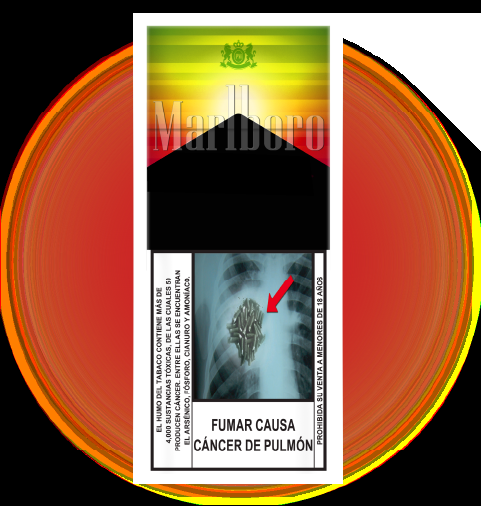 Marlboro
EL HUMO DEL TABACO CONTIENE MÁS DE
4,000 SUSTANCIAS TÓXICAS, DE LAS CUALES 51
PRODUCEN CÁNCER. ENTRE ELLAS SE ENCUENTRAN
EL ARSÉNICO, FÓSFORO, CIANURO Y AMONÍACO.
FUMAR CAUSA
CÁNCER DE PULMÓN
PROHIBIDA SU VENTA A MENORES DE 18 AÑOS